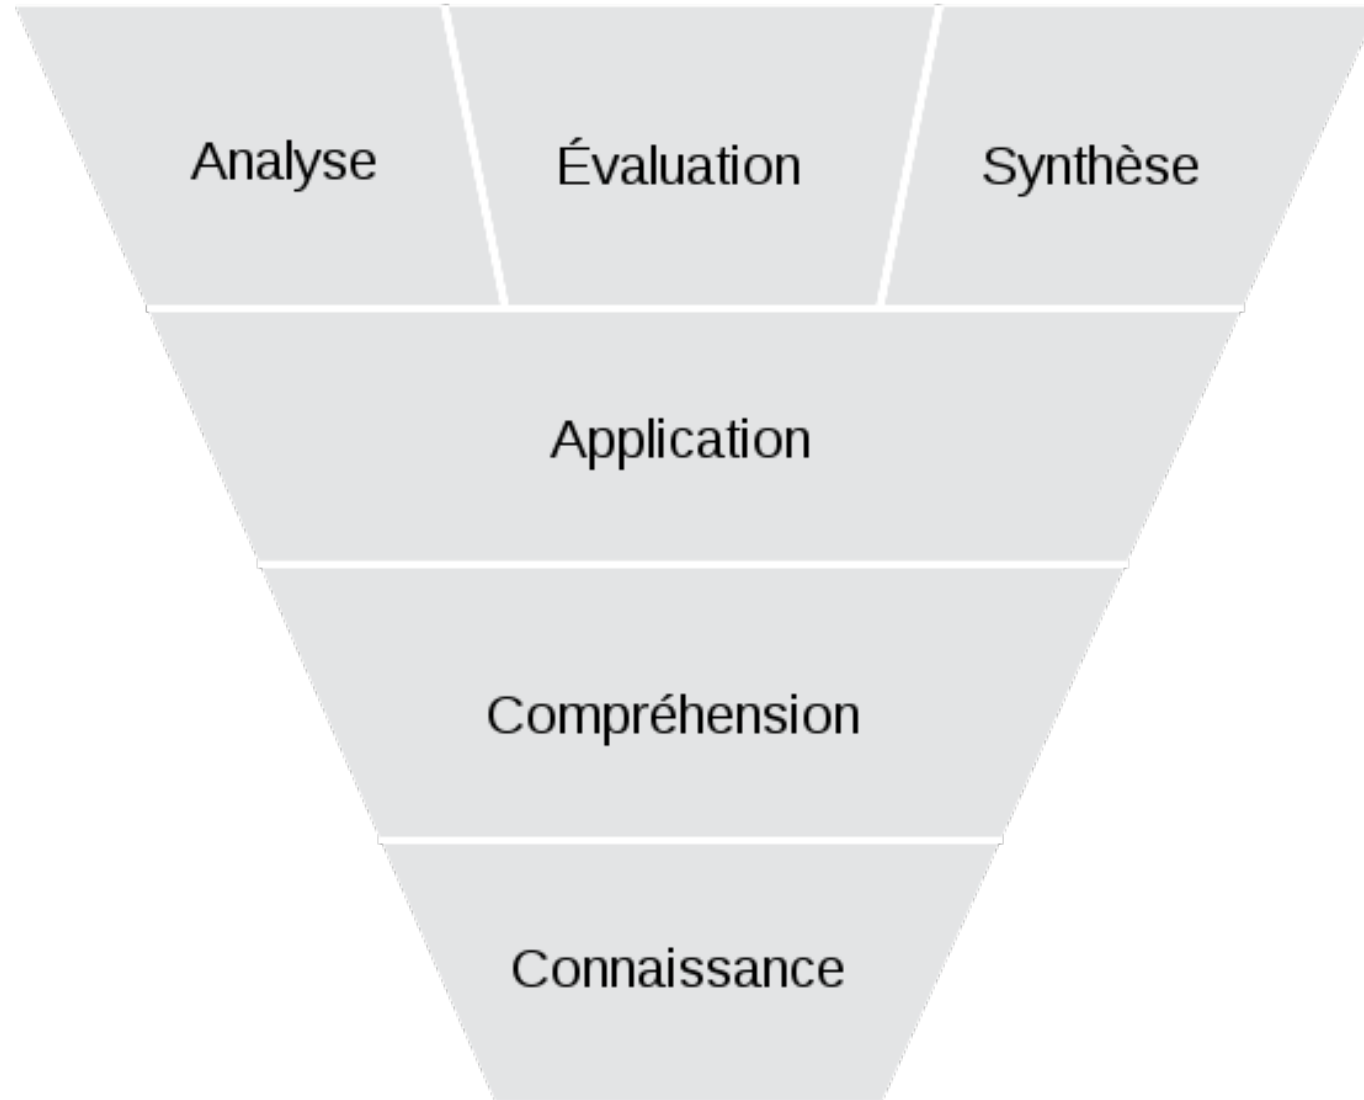 Analyse
Évaluation
Synthèse
Application
Compréhension
Connaissance